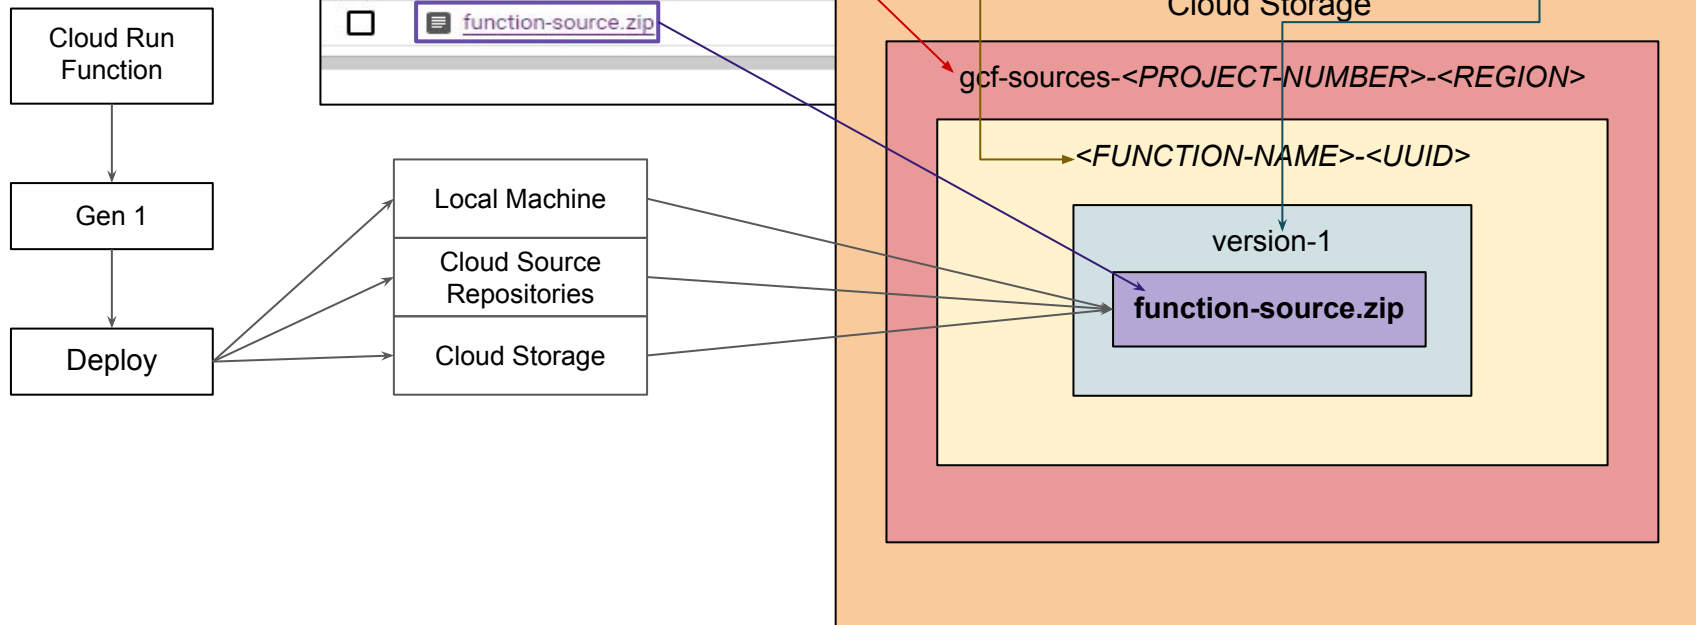 Cloud Run
Function
Gen 1
Deploy
function-source.zip
Local Machine
Cloud Source
Repositories
Cloud Storage
Cloud Storage
gcf-sources-<PROJECT-NUMBER>-<REGION>
<FUNCTION-NAME>-<UUID>
version-1
function-source.zip